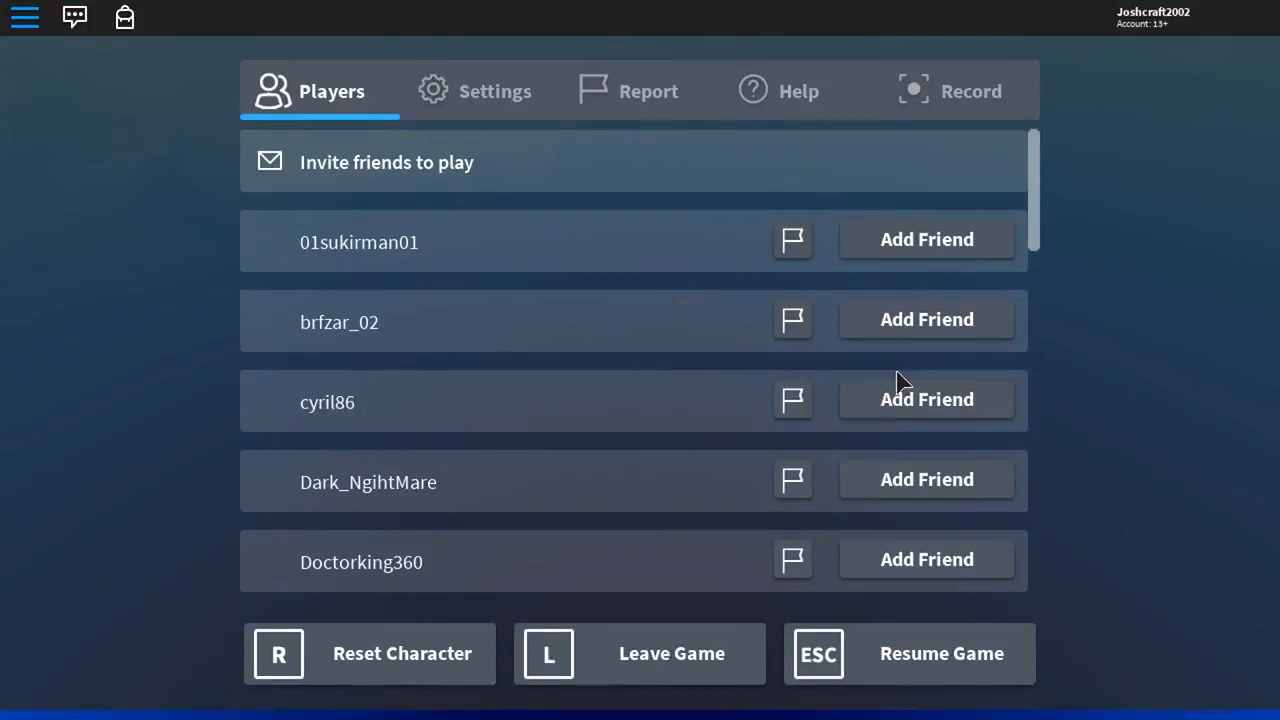 Joshcraft2002
Account: 13+
Players Settings Report Help Record
Invite friends to play
01sukirman01 Add Friend
brfzar_02 Add Friend
cyril86 Add Friend
Dark_NgihtMare Add Friend
Doctorking360 Add Friend
R Reset Character L Leave Game ESC Resume Game